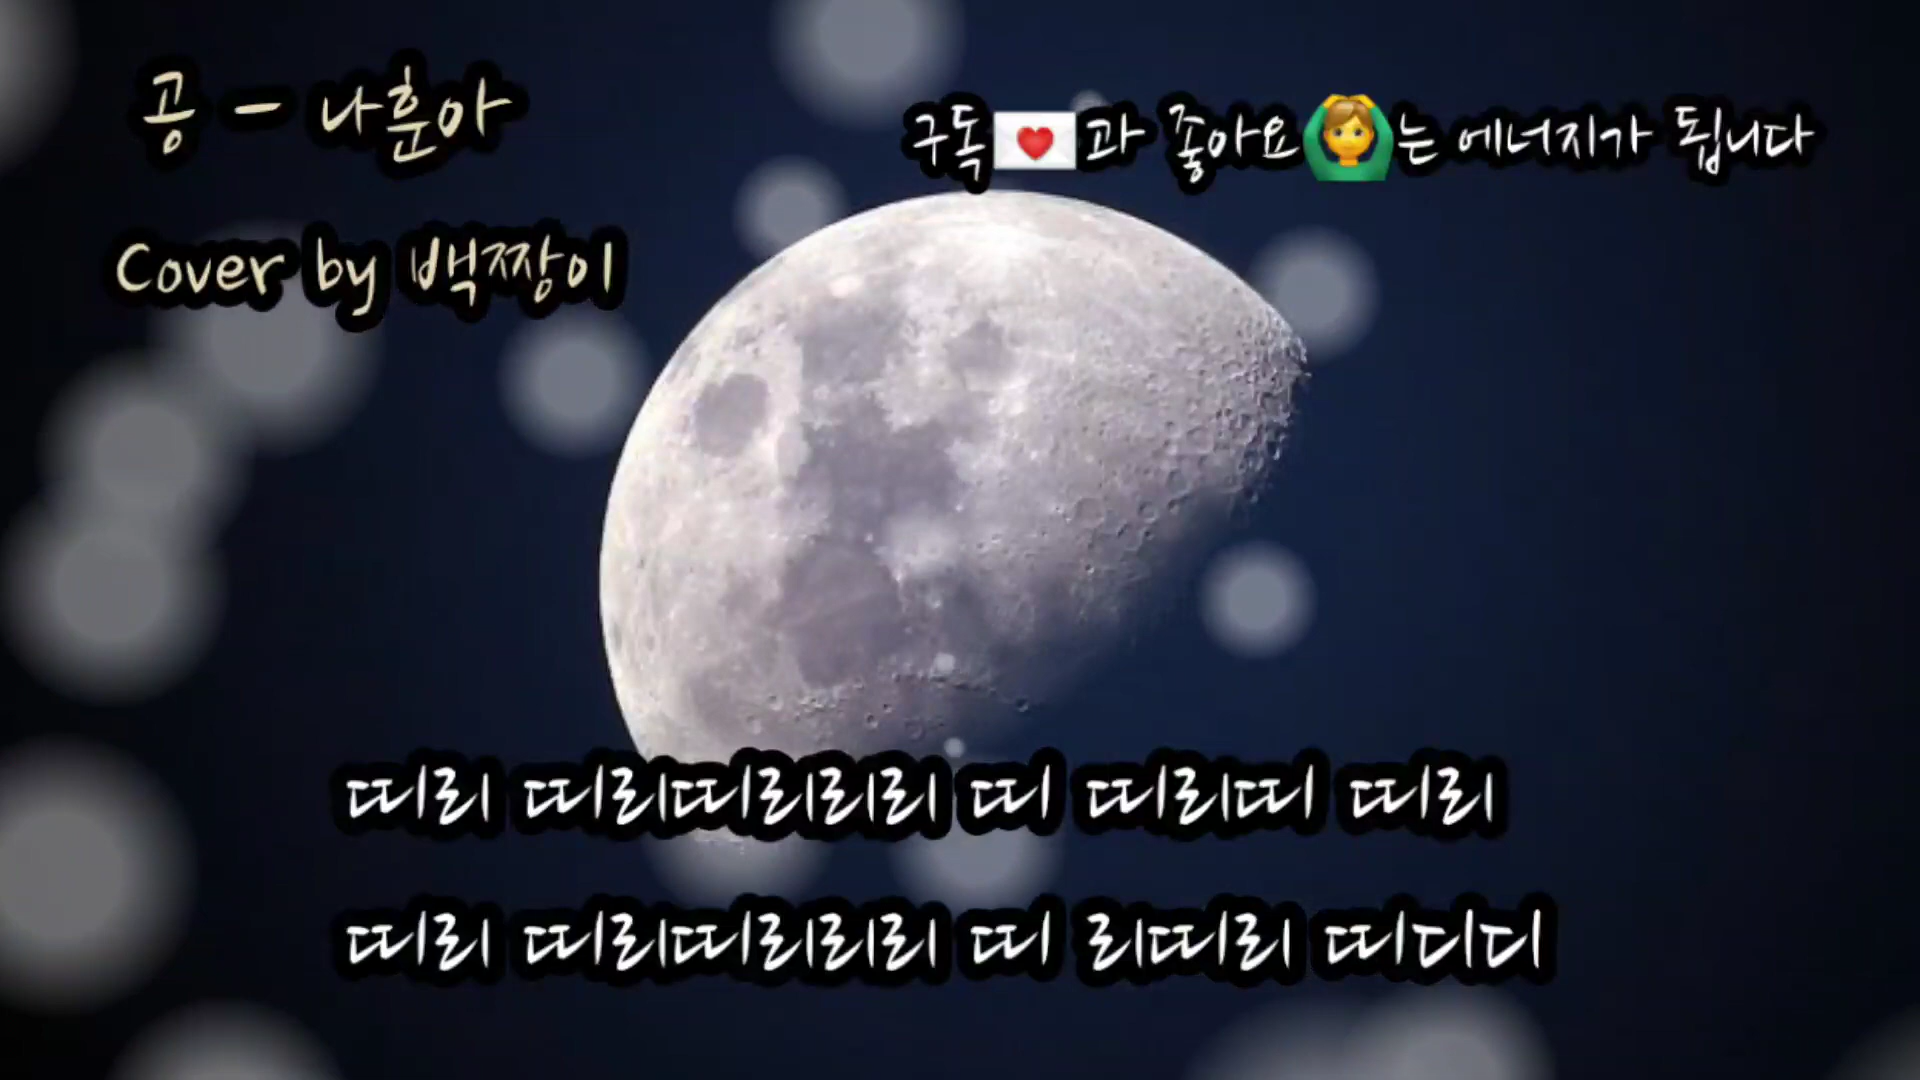 공 - 나훈아
구독💌과 좋아요🙆는 에너지가 됩니다
Cover by 백짱이
띠리 띠리띠리리리 띠 띠리띠 띠리
띠리 띠리띠리리리 띠 리띠리 띠디디